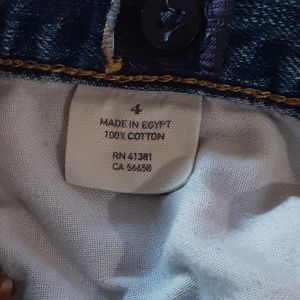 4
MADE IN EGYPT
100% COTTON
RN 41381
CA 56658